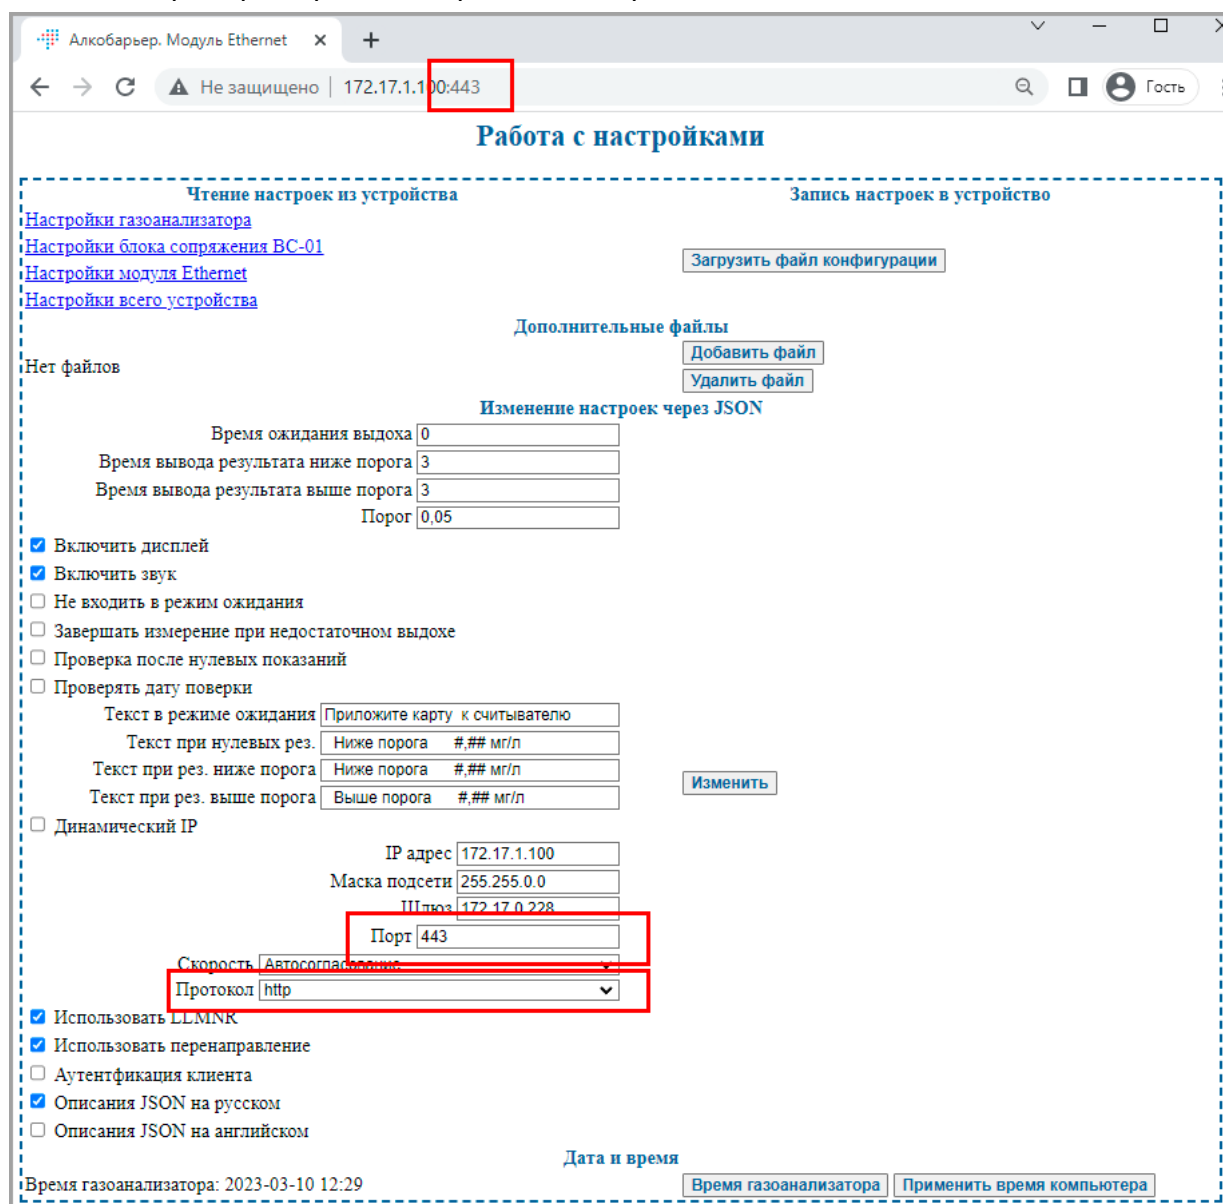 Алкобарьер. Модуль Ethernet
Не защищено | 172.17.1.100:443
Гость
Работа с настройками
Чтение настроек из устройства
Запись настроек в устройство
Настройки газоанализатора
Настройки блока сопряжения ВС-01
Настройки модуля Ethernet
Настройки всего устройства
Загрузить файл конфигурации
Дополнительные файлы
Нет файлов
Добавить файл
Удалить файл
Изменение настроек через JSON
Время ожидания выдоха 0
Время вывода результата ниже порога 3
Время вывода результата выше порога 3
Порог 0,05
Включить дисплей
Включить звук
Не входить в режим ожидания
Завершать измерение при недостаточном выдохе
Проверка после нулевых показаний
Проверять дату поверки
Текст в режиме ожидания Приложите карту к считывателю
Текст при нулевых рез. Ниже порога #,## мг/л
Текст при рез. ниже порога Ниже порога #,## мг/л
Текст при рез. выше порога Выше порога #,## мг/л
Изменить
Динамический IP
IP адрес 172.17.1.100
Маска подсети 255.255.0.0
Шлюз 172.17.0.228
Порт 443
Скорость Автосогласование
Протокол http
Использовать LLMNR
Использовать перенаправление
Аутентфикация клиента
Описания JSON на русском
Описания JSON на английском
Дата и время
Время газоанализатора: 2023-03-10 12:29
Время газоанализатора
Применить время компьютера